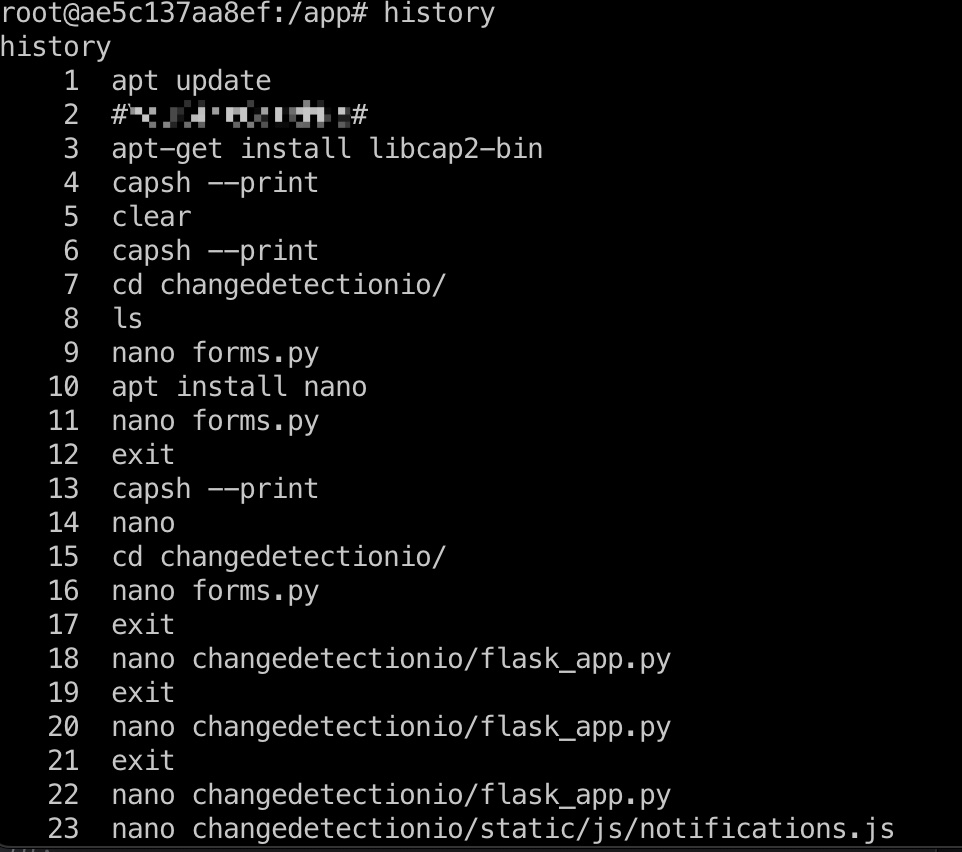 root@ae5c137aa8ef:/app# history
history
1 apt update
2 # #
3 apt-get install libcap2-bin
4 capsh --print
5 clear
6 capsh --print
7 cd changedetectionio/
8 ls
9 nano forms.py
10 apt install nano
11 nano forms.py
12 exit
13 capsh --print
14 nano
15 cd changedetectionio/
16 nano forms.py
17 exit
18 nano changedetectionio/flask_app.py
19 exit
20 nano changedetectionio/flask_app.py
21 exit
22 nano changedetectionio/flask_app.py
23 nano changedetectionio/static/js/notifications.js